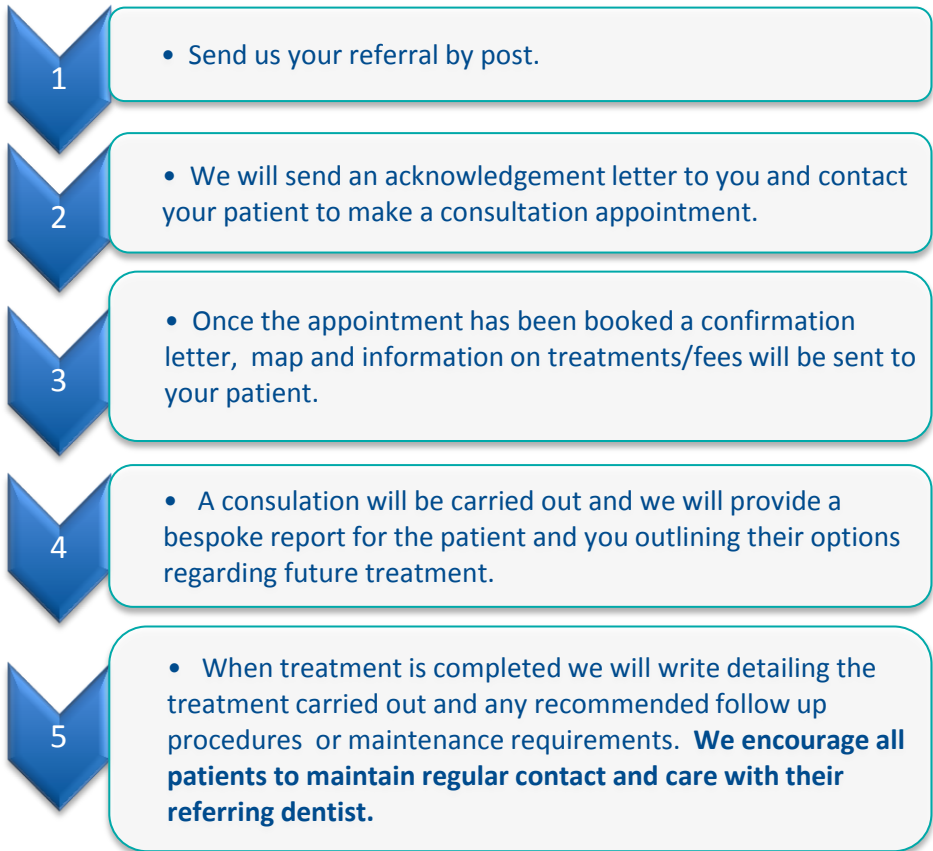 1
• Send us your referral by post.
2
• We will send an acknowledgement letter to you and contact
your patient to make a consultation appointment.
3
• Once the appointment has been booked a confirmation
letter, map and information on treatments/fees will be sent to
your patient.
4
• A consulation will be carried out and we will provide a
bespoke report for the patient and you outlining their options
regarding future treatment.
5
• When treatment is completed we will write detailing the
treatment carried out and any recommended follow up
procedures or maintenance requirements. We encourage all
patients to maintain regular contact and care with their
referring dentist.